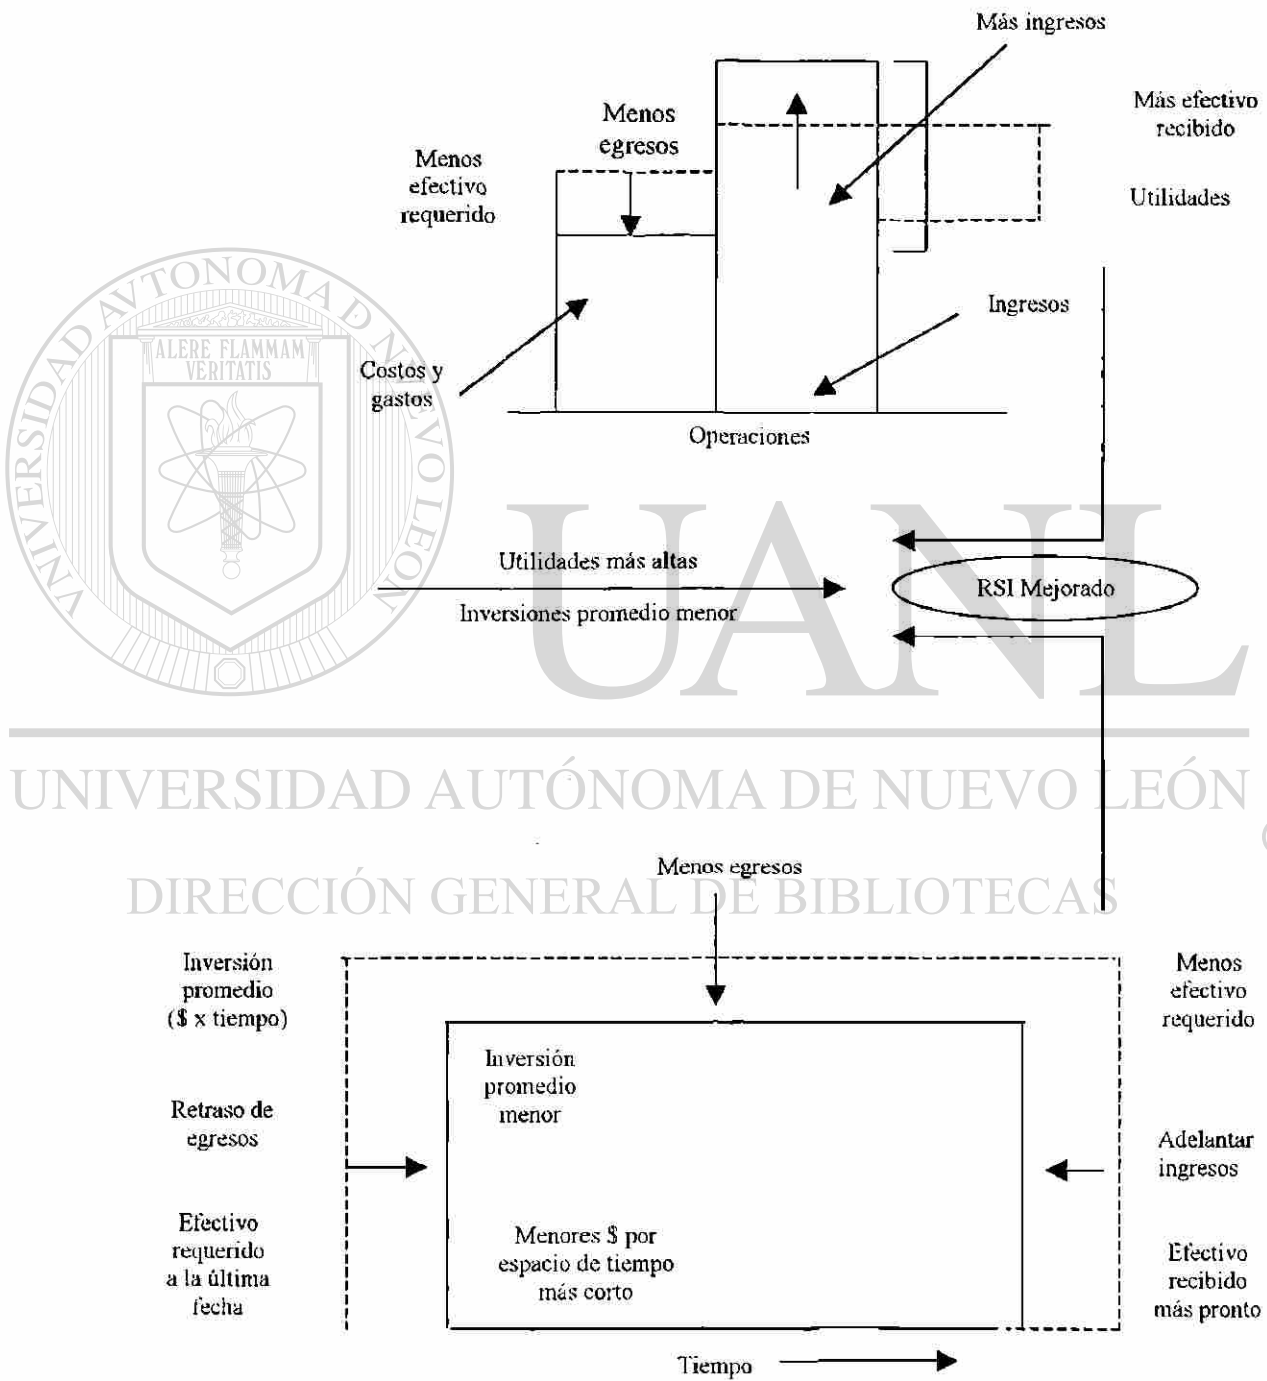 Más ingresos
Menos
egresos
Más efectivo
recibido
Menos
efectivo
requerido
Utilidades
Ingresos
Costos y
gastos
Operaciones
UNIVERSIDAD AVTONOMA D NVEVO LEÓN
ALERE FLAMMAM
VERITATIS
UANL
Utilidades más altas
Inversiones promedio menor
RSI Mejorado
UNIVERSIDAD AUTÓNOMA DE NUEVO LEÓN
DIRECCIÓN GENERAL DE BIBLIOTECAS
Menos egresos
Inversión
promedio
($ x tiempo)
Menos
efectivo
requerido
Inversión
promedio
menor
Retraso de
egresos
Adelantar
ingresos
Efectivo
requerido
a la última
fecha
Menores $ por
espacio de tiempo
más corto
Efectivo
recibido
más pronto
Tiempo